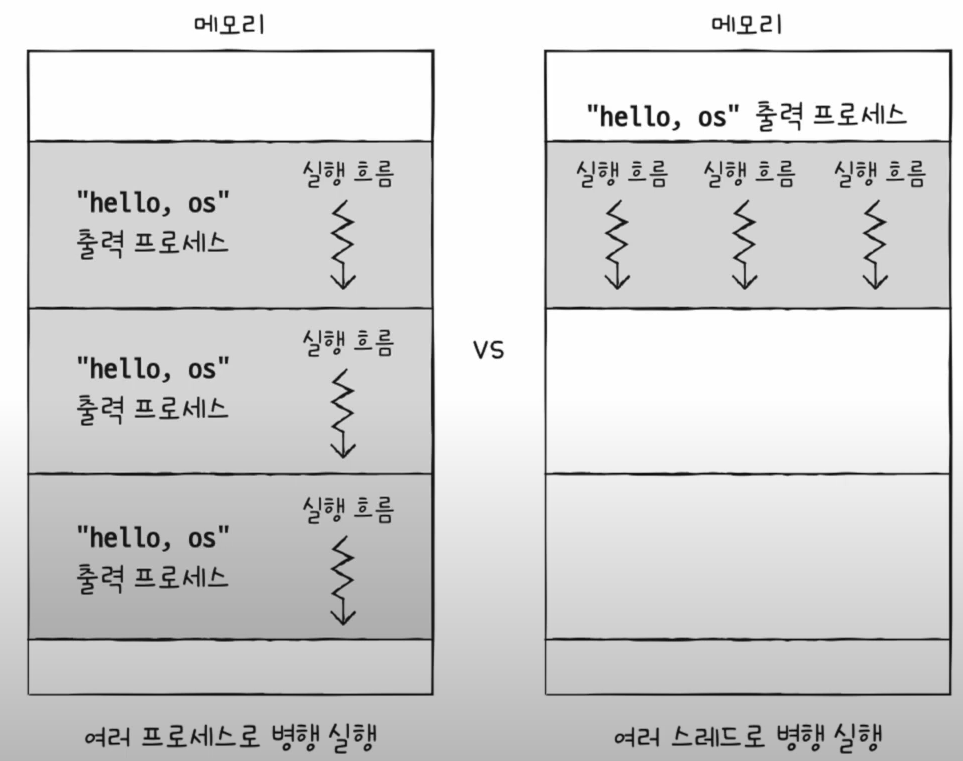 메모리
"hello, os"
출력 프로세스
실행 흐름
"hello, os"
출력 프로세스
실행 흐름
"hello, os"
출력 프로세스
실행 흐름
여러 프로세스로 병행 실행
vs
메모리
"hello, os" 출력 프로세스
실행 흐름 실행 흐름 실행 흐름
여러 스레드로 병행 실행